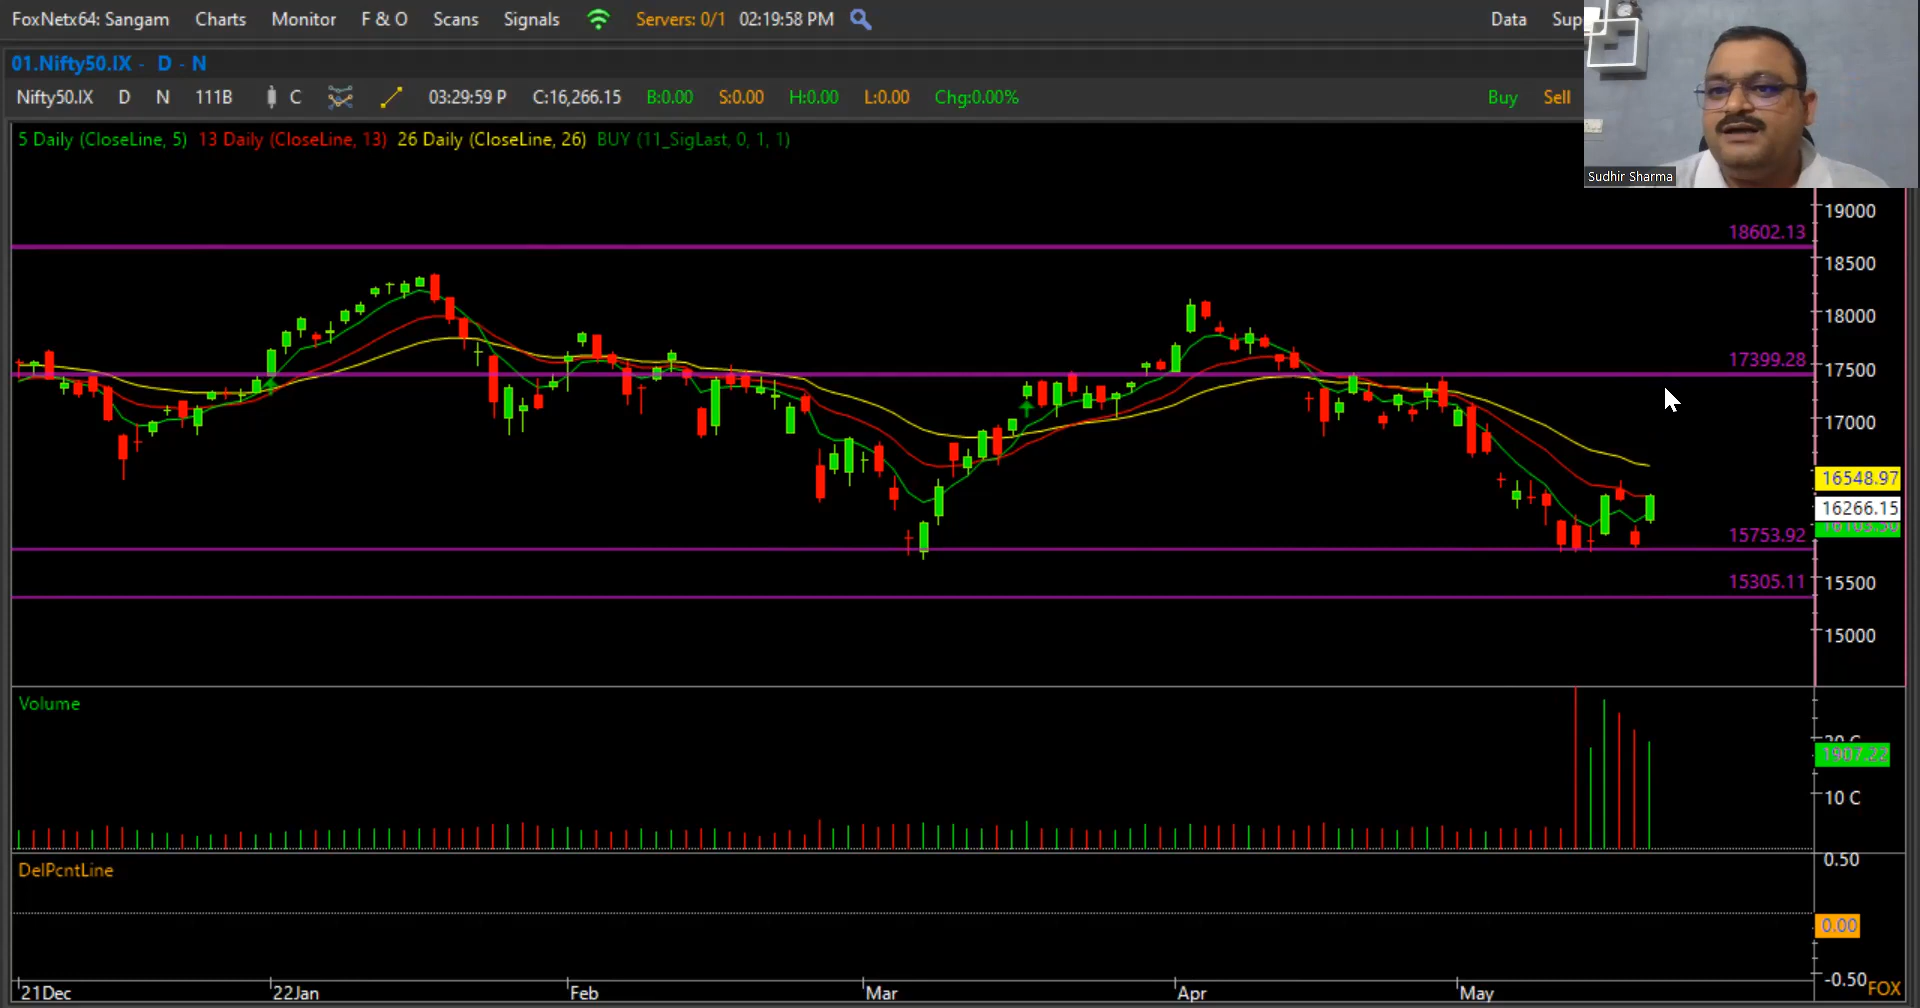 FoxNetx64: Sangam Charts Monitor F & O Scans Signals Servers: 0/1 02:19:58 PM Data
01.Nifty50.IX - D - N
Nifty50.IX D N 111B C 03:29:59 P C:16,266.15 B:0.00 S:0.00 H:0.00 L:0.00 Chg:0.00% Buy Sell
Sudhir Sharma
5 Daily (CloseLine, 5) 13 Daily (CloseLine, 13) 26 Daily (CloseLine, 26) BUY (11_SigLast, 0, 1, 1)
19000
18602.13
18500
18000
17399.28
17500
17000
16548.97
16266.15
15753.92
15305.11
15500
15000
Volume
10 C
DelPcntLine
0.50
0.00
-0.50
21Dec 22Jan Feb Mar Apr May FOX